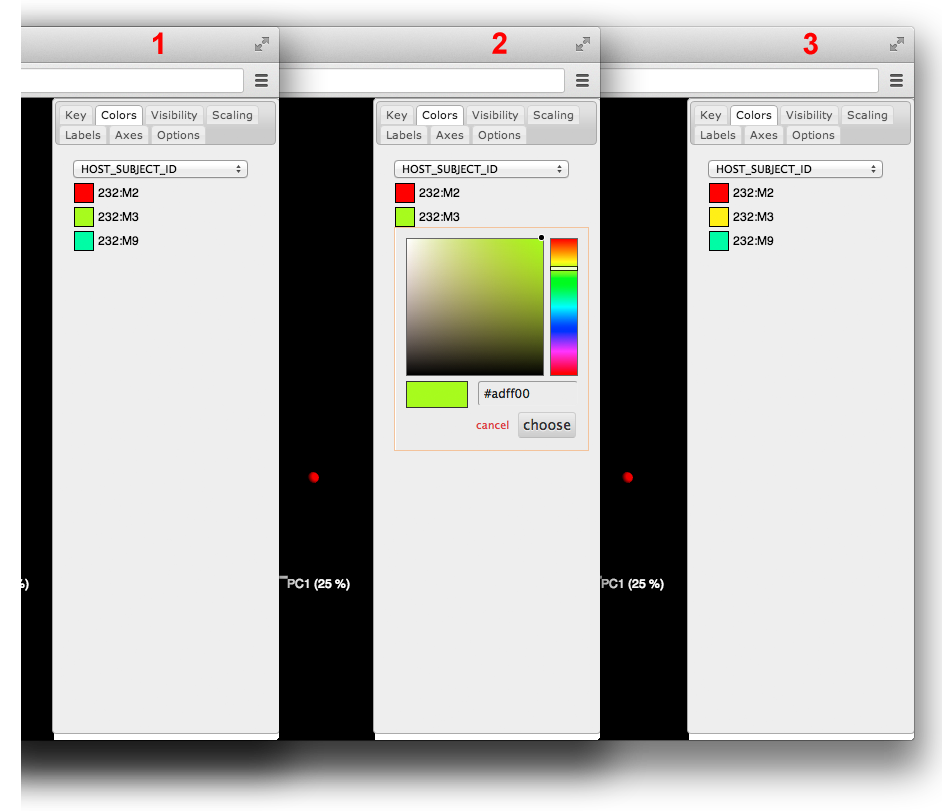 1
Key Colors Visibility Scaling
Labels Axes Options
HOST_SUBJECT_ID
232:M2
232:M3
232:M9
%)
2
Key Colors Visibility Scaling
Labels Axes Options
HOST_SUBJECT_ID
232:M2
232:M3
#adff00
cancel choose
PC1 (25 %)
3
Key Colors Visibility Scaling
Labels Axes Options
HOST_SUBJECT_ID
232:M2
232:M3
232:M9
PC1 (25 %)